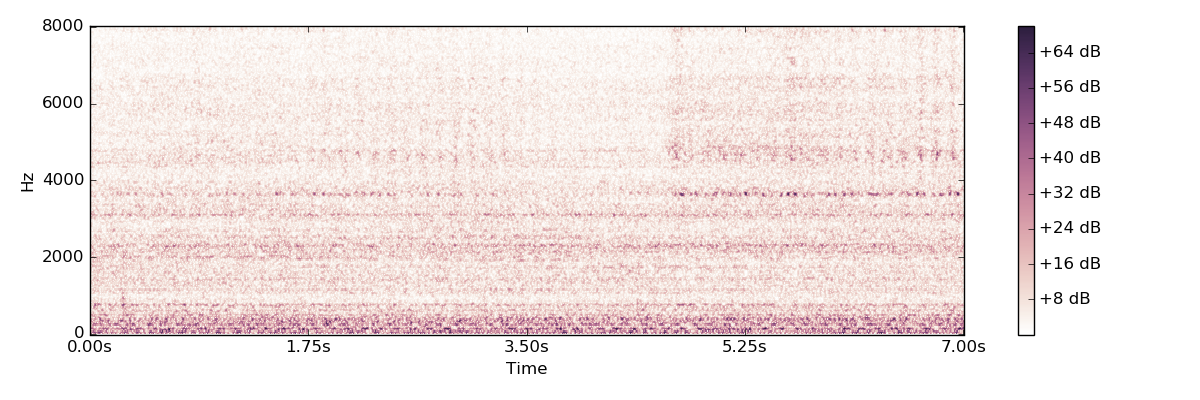 8000
6000
4000
2000
0
Hz
0.00s
1.75s
3.50s
5.25s
7.00s
Time
+64 dB
+56 dB
+48 dB
+40 dB
+32 dB
+24 dB
+16 dB
+8 dB